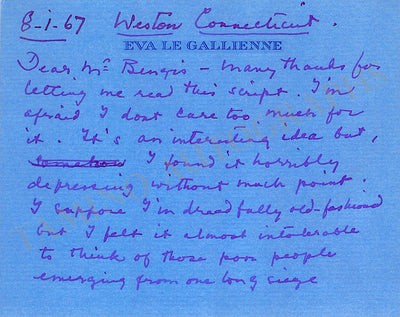 8-1-67 Weston Connecticut.
EVA LE GALLIENNE
Dear Mr Bengis - Many thanks for
letting me read this script. I'm
afraid I dont care too much for
it. It's an interesting idea but,
somehow I found it horribly
depressing without much point.
I suppose I'm dreadfully old-fashioned
but I felt it almost intolerable
to think of those poor people
emerging from one long siege